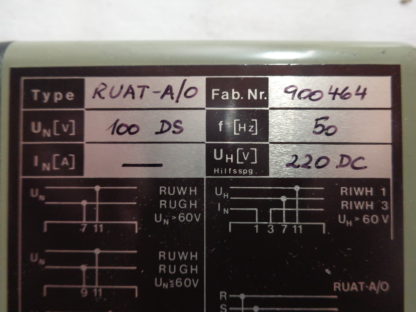 Type RUAT-A/0 Fab. Nr. 900464
UN[V] 100 DS f [Hz] 50
IN [A] — UH [V] 220 DC
Hilfsspg.
UN RUWH
RUGH
UN>60V
7 11
UH RIWH 1
IN RIWH 3
UH>60V
1 3 7 11
UN RUWH
RUGH
UN≦60V
9 11
RUAT-A/0
R
S